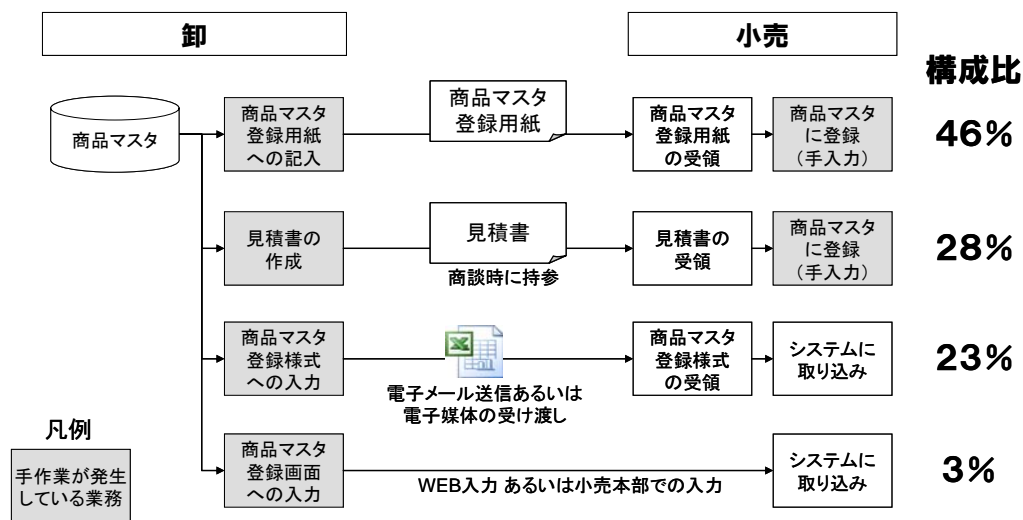 卸
小売
構成比
商品マスタ
商品マスタ
登録用紙
への記入
商品マスタ
登録用紙
商品マスタ
登録用紙
の受領
商品マスタ
に登録
(手入力)
46%
見積書の
作成
見積書
商談時に持参
見積書の
受領
商品マスタ
に登録
(手入力)
28%
商品マスタ
登録様式
への入力
電子メール送信あるいは
電子媒体の受け渡し
商品マスタ
登録様式
の受領
システムに
取り込み
23%
凡例
手作業が発生
している業務
商品マスタ
登録画面
への入力
WEB入力 あるいは小売本部での入力
システムに
取り込み
3%